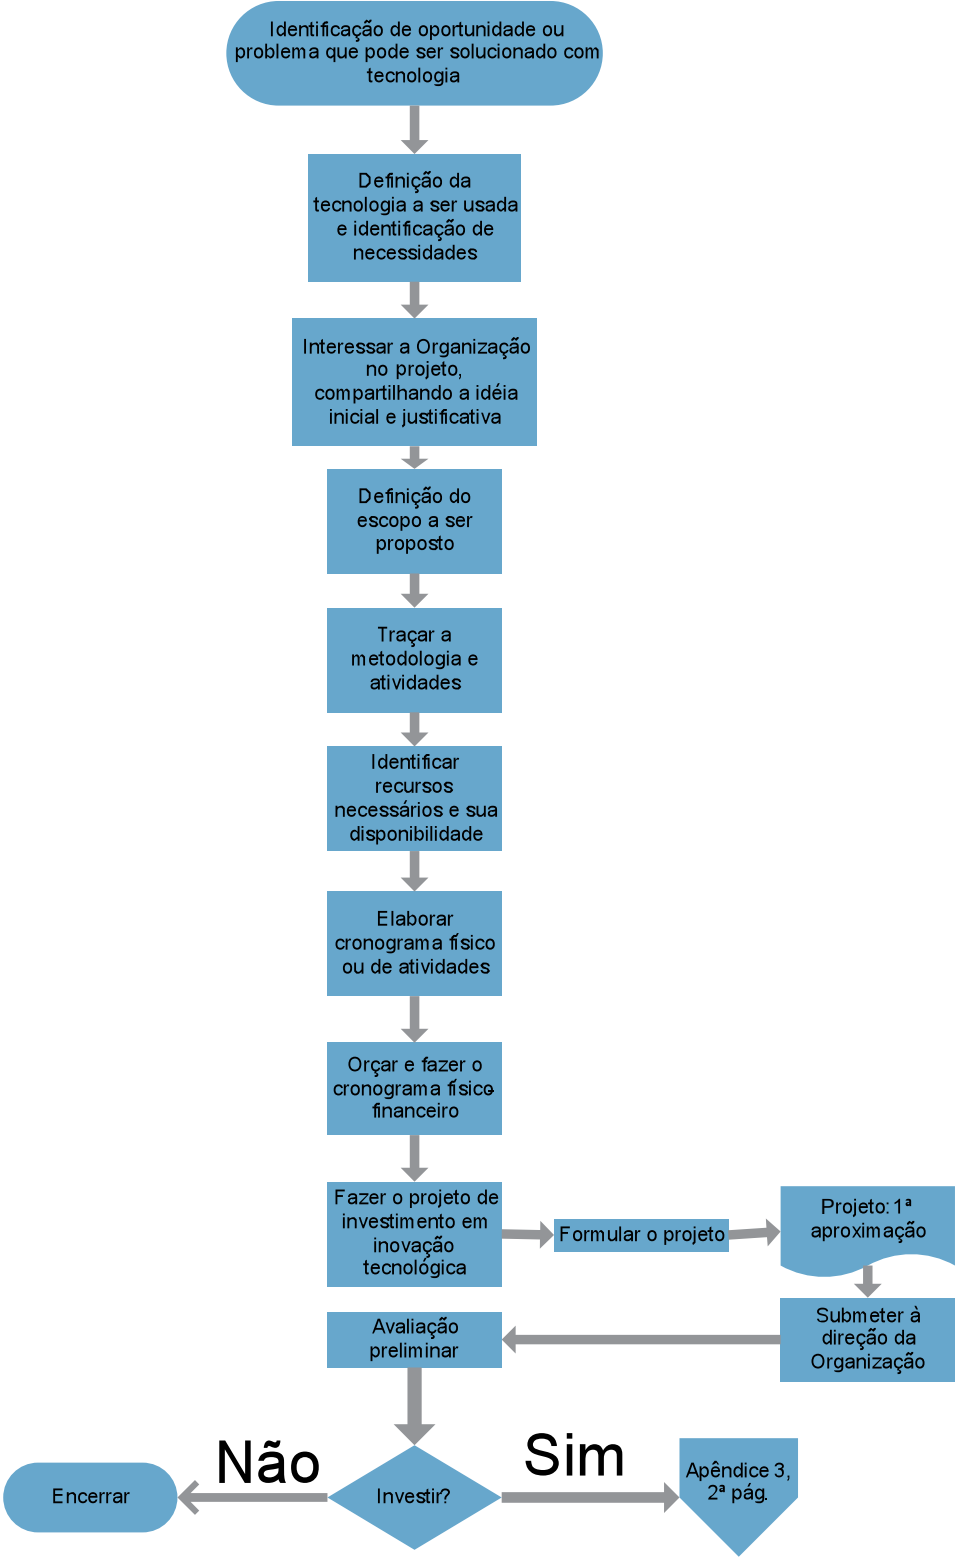 Identificação de oportunidade ou
problema que pode ser solucionado com
tecnologia
Definição da
tecnologia a ser usada
e identificação de
necessidades
Interessar a Organização
no projeto,
compartilhando a idéia
inicial e justificativa
Definição do
escopo a ser
proposto
Traçar a
metodologia e
atividades
Identificar
recursos
necessários e sua
disponibilidade
Elaborar
cronograma físico
ou de atividades
Orçar e fazer o
cronograma físico-
financeiro
Fazer o projeto de
investimento em
inovação
tecnológica
Formular o projeto
Projeto: 1ª
aproximação
Submeter à
direção da
Organização
Avaliação
preliminar
Investir?
Não
Encerrar
Sim
Apêndice 3,
2ª pág.